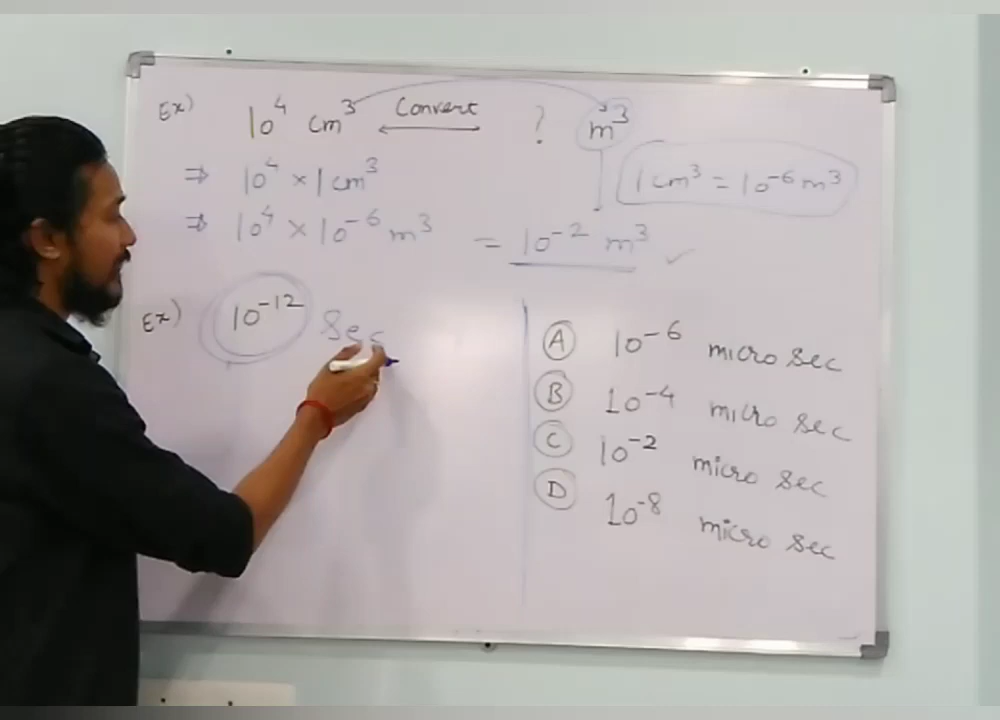 Ex) 10⁴ cm³ Convert ? m³
⇒ 10⁴ × 1 cm³
1 cm³ = 10⁻⁶ m³
⇒ 10⁴ × 10⁻⁶ m³ = 10⁻² m³ ✓
Ex) 10⁻¹² Sec
A 10⁻⁶ micro sec
B 10⁻⁴ micro sec
C 10⁻² micro sec
D 10⁻⁸ micro sec